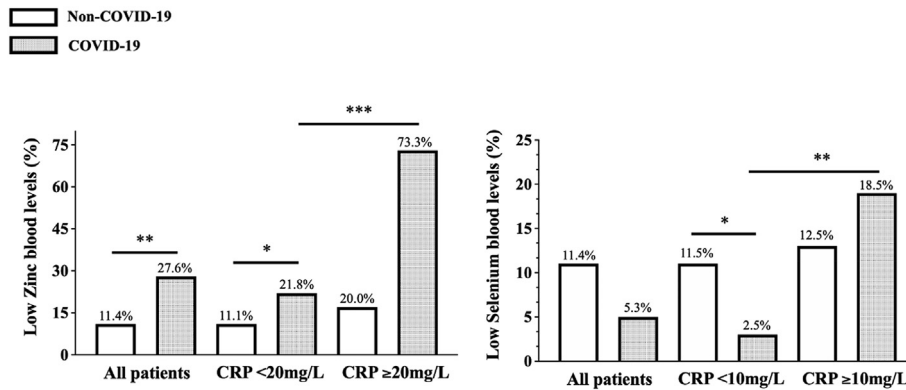 Non-COVID-19
COVID-19
Low Zinc blood levels (%)
75
60
45
30
15
0
**
*
***
11.4%
27.6%
11.1%
21.8%
20.0%
73.3%
All patients
CRP <20mg/L
CRP ≥20mg/L
Low Selenium blood levels (%)
25
20
15
10
5
0
*
**
11.4%
5.3%
11.5%
2.5%
12.5%
18.5%
All patients
CRP <10mg/L
CRP ≥10mg/L